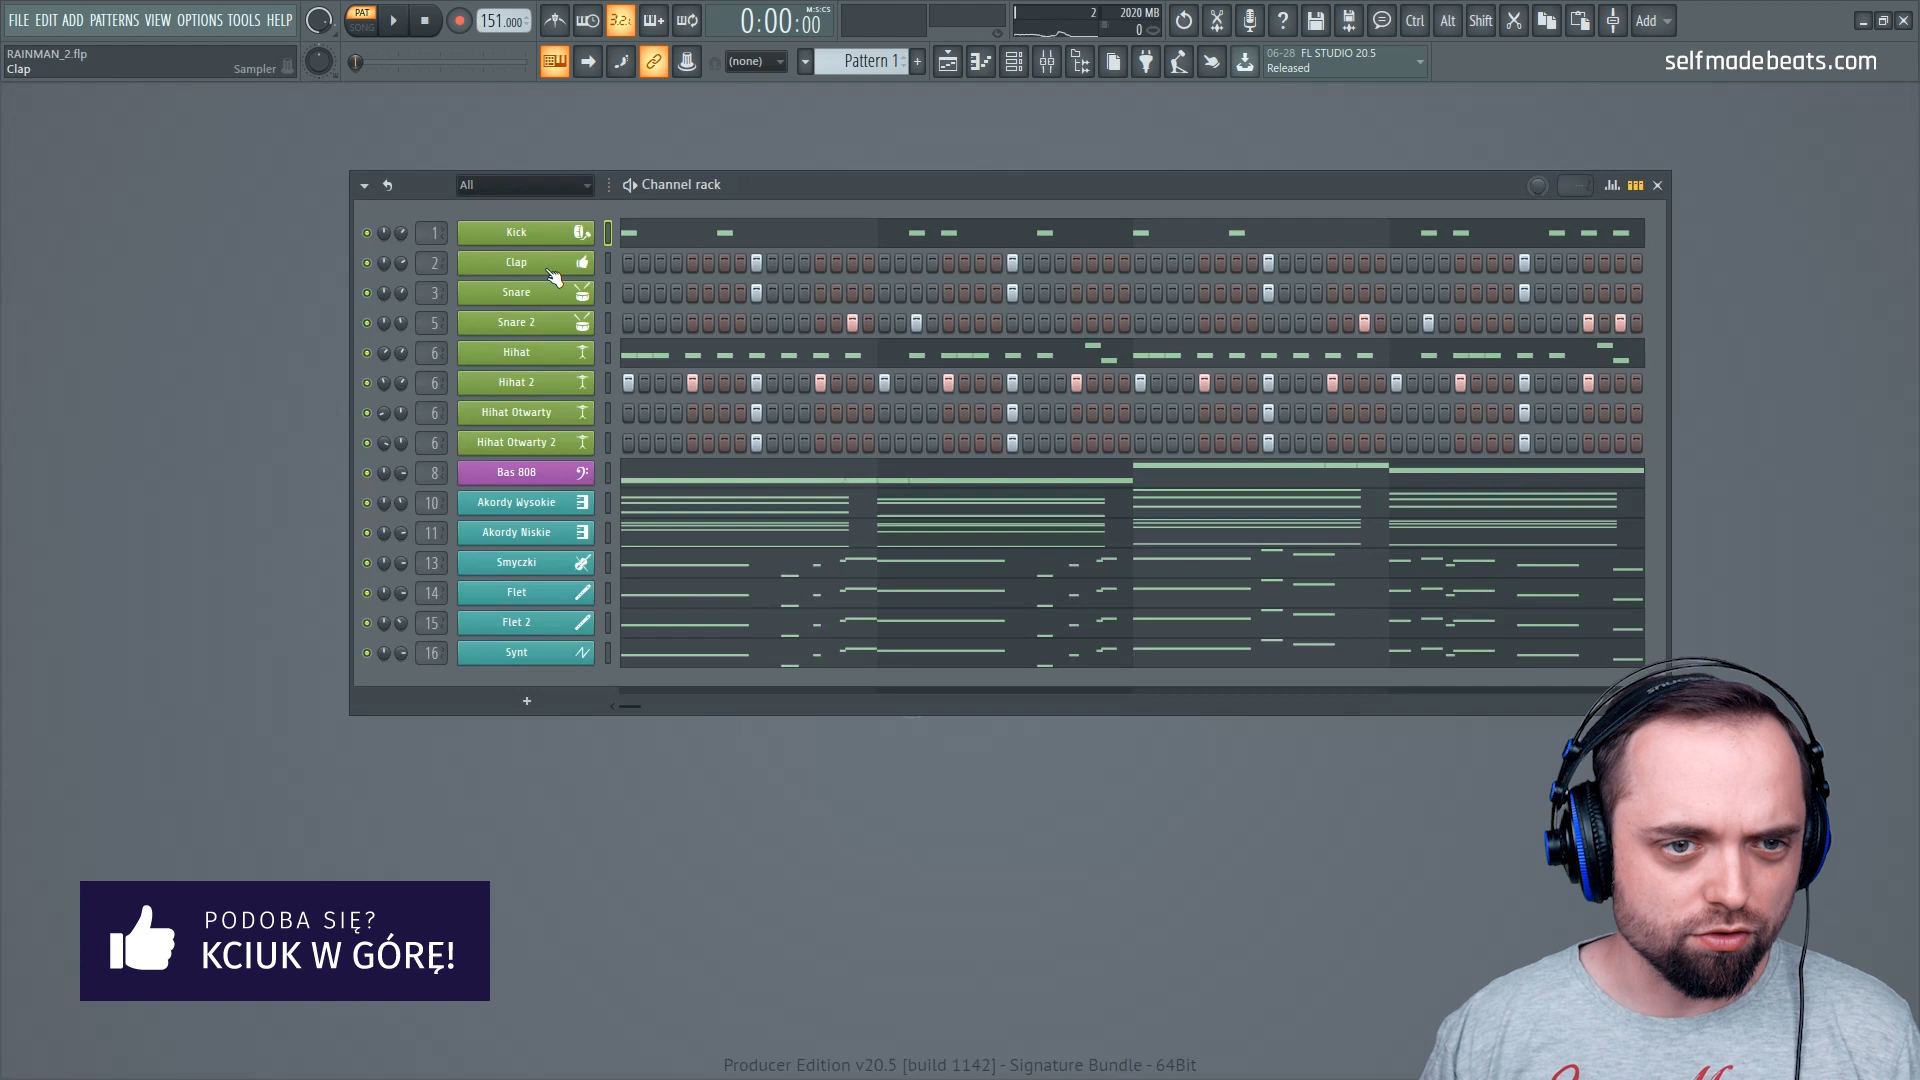 FILE EDIT ADD PATTERNS VIEW OPTIONS TOOLS HELP
PAT
SONG
151.000
3.2.
0:00:00
M:S:CS
2
2020 MB
0
Ctrl
Alt
Shift
Add
RAINMAN_2.flp
Clap
Sampler
(none)
Pattern 1
+
06-28 FL STUDIO 20.5
Released
selfmadebeats.com
All
Channel rack
1 Kick
2 Clap
3 Snare
5 Snare 2
6 Hihat
6 Hihat 2
6 Hihat Otwarty
6 Hihat Otwarty 2
8 Bas 808
10 Akordy Wysokie
11 Akordy Niskie
13 Smyczki
14 Flet
15 Flet 2
16 Synt
+
PODOBA SIĘ?
KCIUK W GÓRĘ!
Producer Edition v20.5 [build 1142] - Signature Bundle - 64Bit